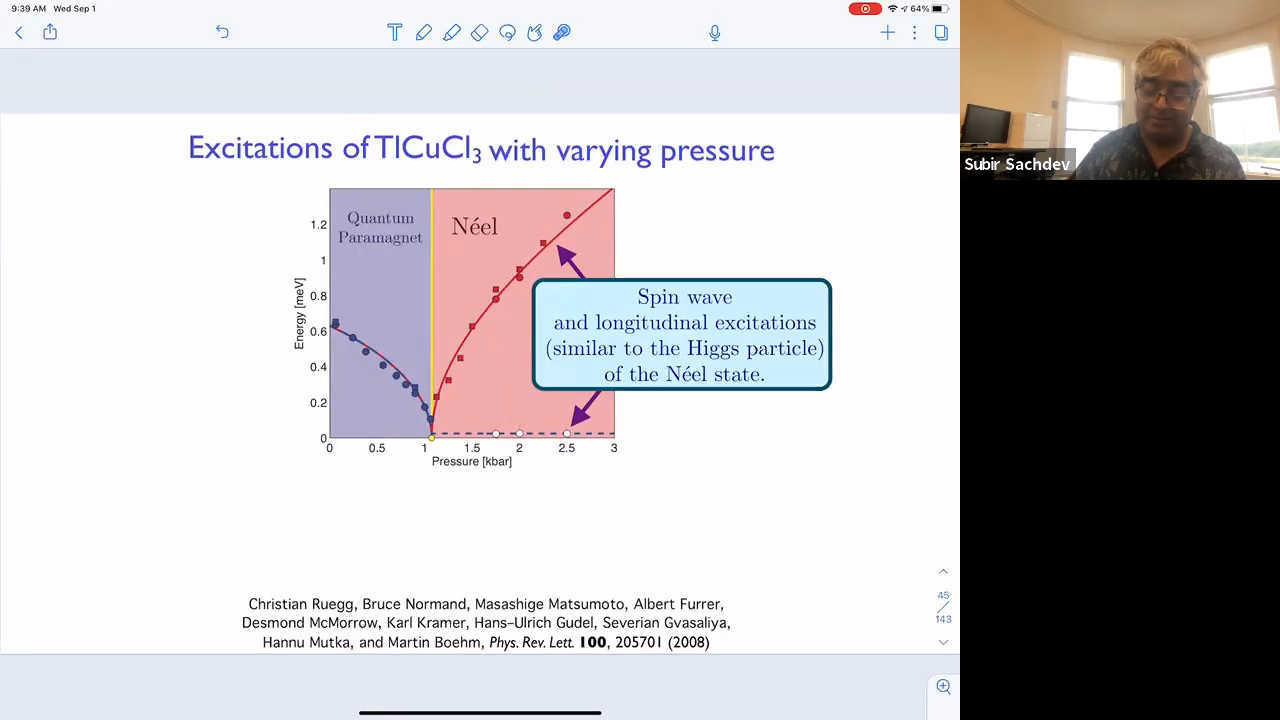 9:39 AM Wed Sep 1
64%
Excitations of TlCuCl₃ with varying pressure
Quantum
Paramagnet
Néel
1.2
1
0.8
0.6
0.4
0.2
0
Energy [meV]
0 0.5 1 1.5 2 2.5 3
Pressure [kbar]
Spin wave
and longitudinal excitations
(similar to the Higgs particle)
of the Néel state.
Christian Ruegg, Bruce Normand, Masashige Matsumoto, Albert Furrer,
Desmond McMorrow, Karl Kramer, Hans–Ulrich Gudel, Severian Gvasaliya,
Hannu Mutka, and Martin Boehm, Phys. Rev. Lett. 100, 205701 (2008)
45
143
Subir Sachdev